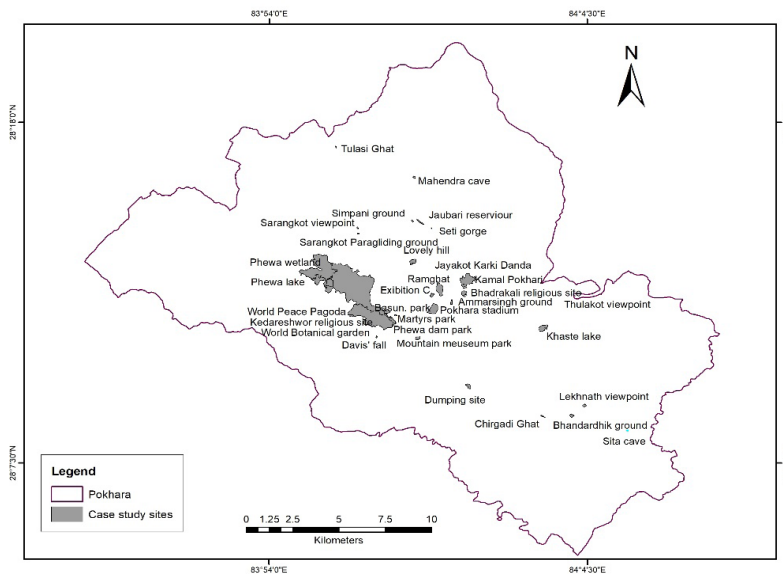 83°54'0"E 84°4'30"E
N
28°18'0"N
Tulasi Ghat
Mahendra cave
Simpani ground
Jaubari reserviour
Sarangkot viewpoint
Seti gorge
Sarangkot Paragliding ground
Lovely hill
Phewa wetland
Jayakot Karki Danda
Phewa lake
Ramghat
Kamal Pokhari
Exibition C
Bhadrakali religious site
Ammarsingh ground
Thulakot viewpoint
Basun. park
Pokhara stadium
World Peace Pagoda
Martyrs park
Kedareshwor religious site
Phewa dam park
World Botanical garden
Khaste lake
Davis' fall
Mountain meuseum park
Dumping site
Lekhnath viewpoint
Chirgadi Ghat
Bhandardhik ground
Sita cave
28°7'30"N
Legend
Pokhara
Case study sites
0 1.25 2.5 5 7.5 10
Kilometers
83°54'0"E 84°4'30"E